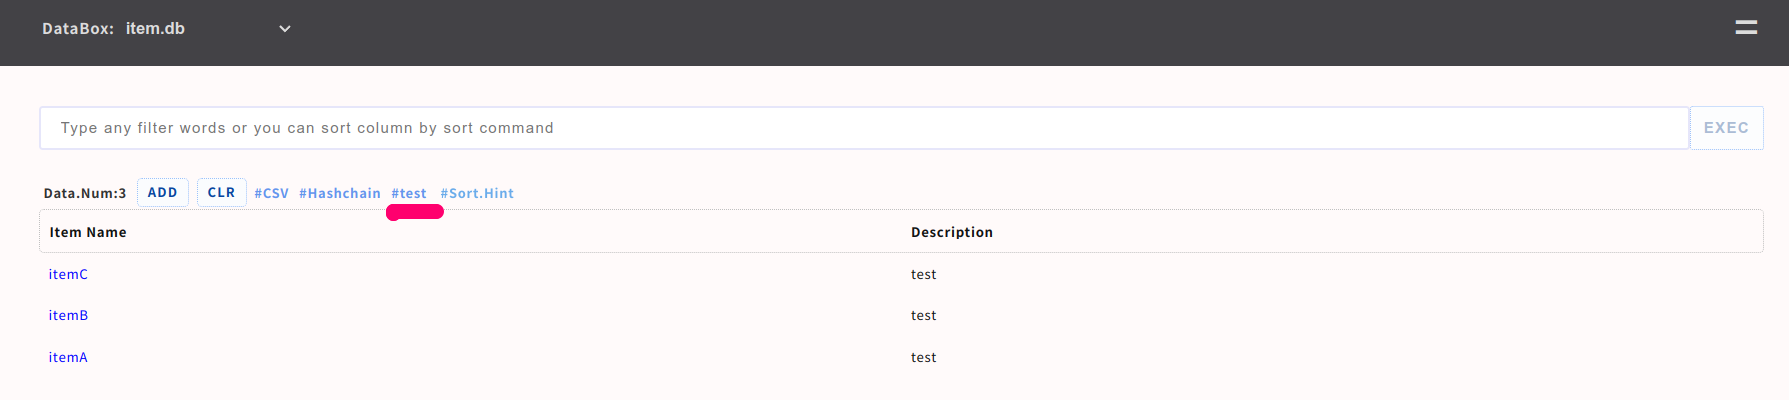 DataBox: item.db
Type any filter words or you can sort column by sort command EXEC
Data.Num:3 ADD CLR #CSV #Hashchain #test #Sort.Hint
Item Name Description
itemC test
itemB test
itemA test